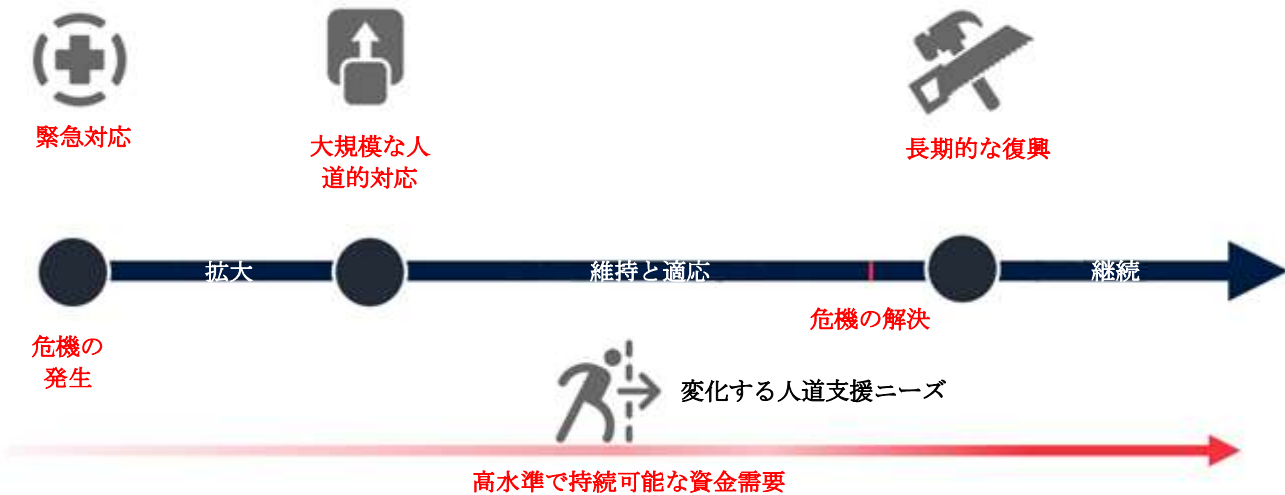 緊急対応
大規模な人
道的対応
長期的な復興
拡大
維持と適応
継続
危機の
発生
危機の解決
変化する人道支援ニーズ
高水準で持続可能な資金需要